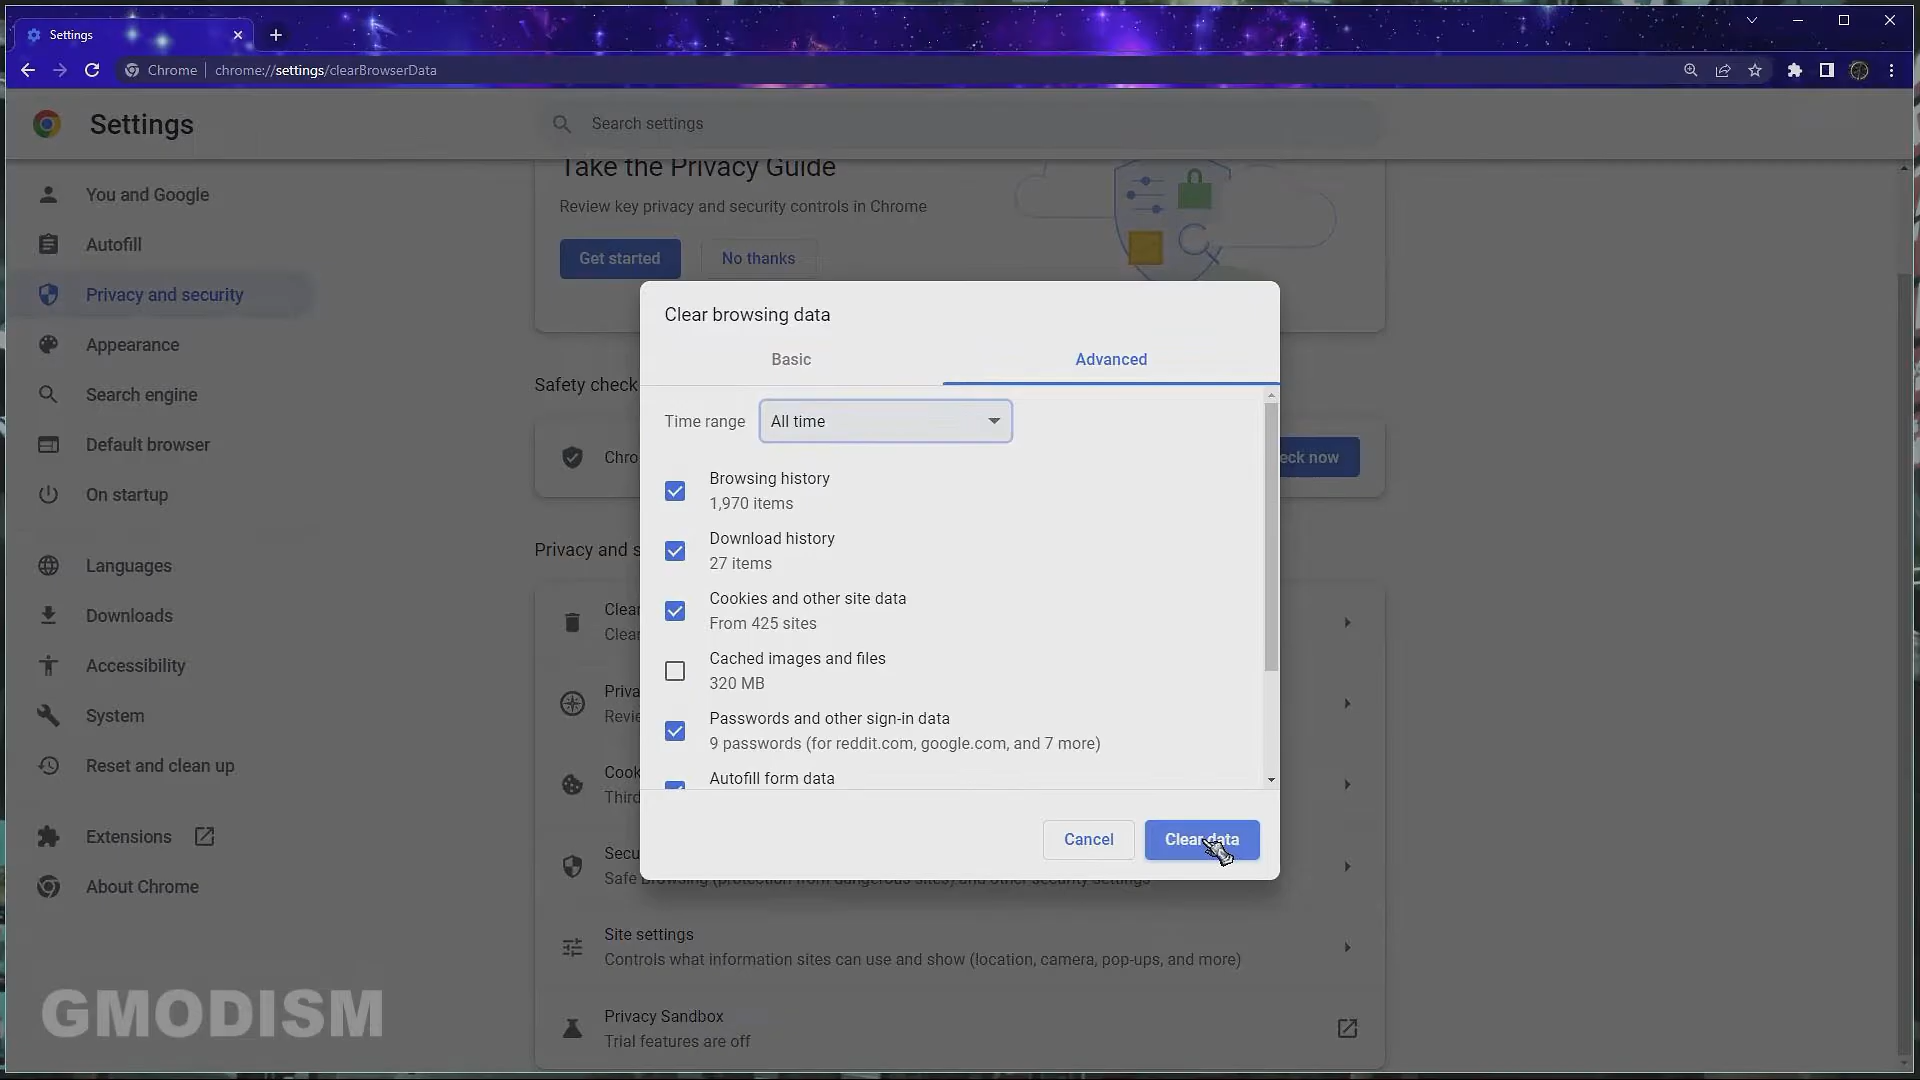 Settings
Chrome
chrome://settings/clearBrowserData
Settings
Search settings
You and Google
Autofill
Privacy and security
Appearance
Search engine
Default browser
On startup
Languages
Downloads
Accessibility
System
Reset and clean up
Extensions
About Chrome
GMODISM
Take the Privacy Guide
Review key privacy and security controls in Chrome
Get started
No thanks
Safety check
Chro
eck now
Privacy and s
Clear
Clear
Priva
Revie
Cook
Third
Secu
Safe Browsing (protection from dangerous sites) and other security settings
Site settings
Controls what information sites can use and show (location, camera, pop-ups, and more)
Privacy Sandbox
Trial features are off
Clear browsing data
Basic
Advanced
Time range
All time
Browsing history
1,970 items
Download history
27 items
Cookies and other site data
From 425 sites
Cached images and files
320 MB
Passwords and other sign-in data
9 passwords (for reddit.com, google.com, and 7 more)
Autofill form data
Cancel
Clear data